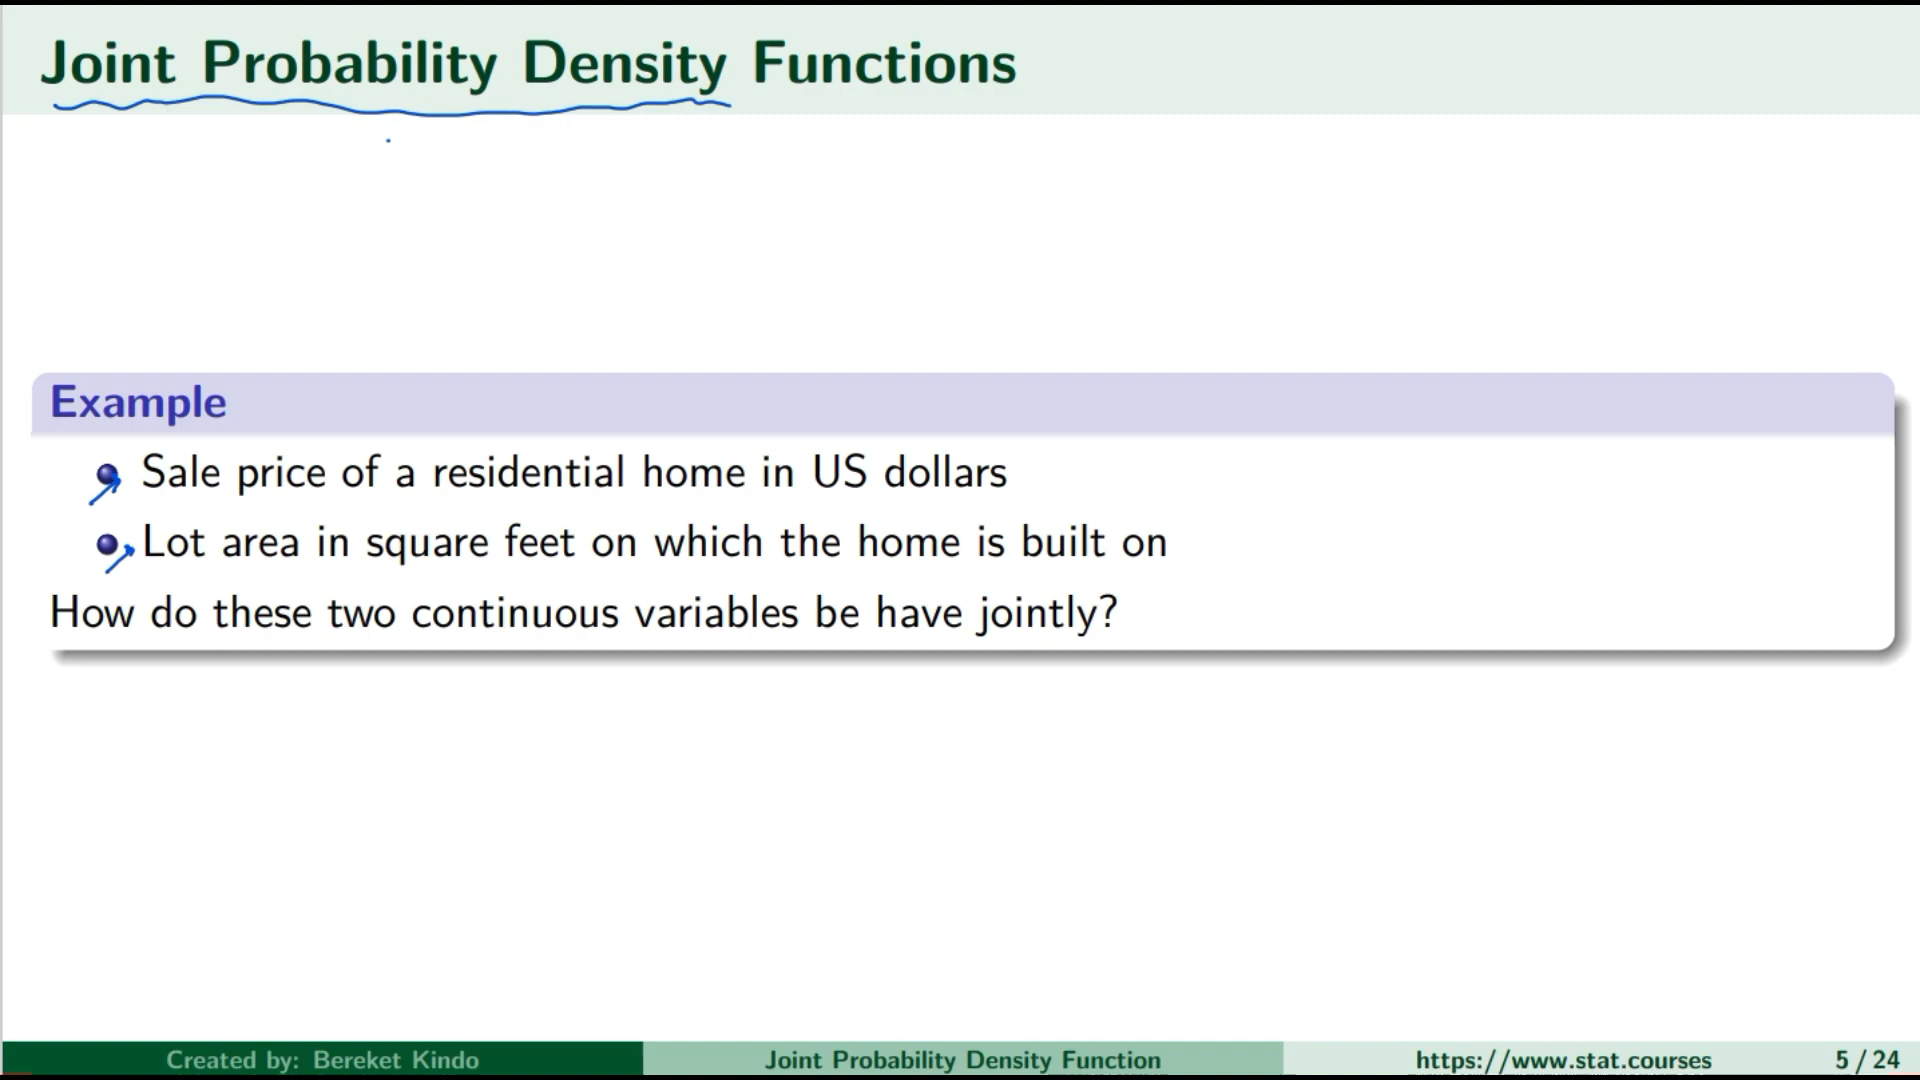 Joint Probability Density Functions
Example
Sale price of a residential home in US dollars
Lot area in square feet on which the home is built on
How do these two continuous variables be have jointly?
Created by: Bereket Kindo
Joint Probability Density Function
https://www.stat.courses
5 / 24